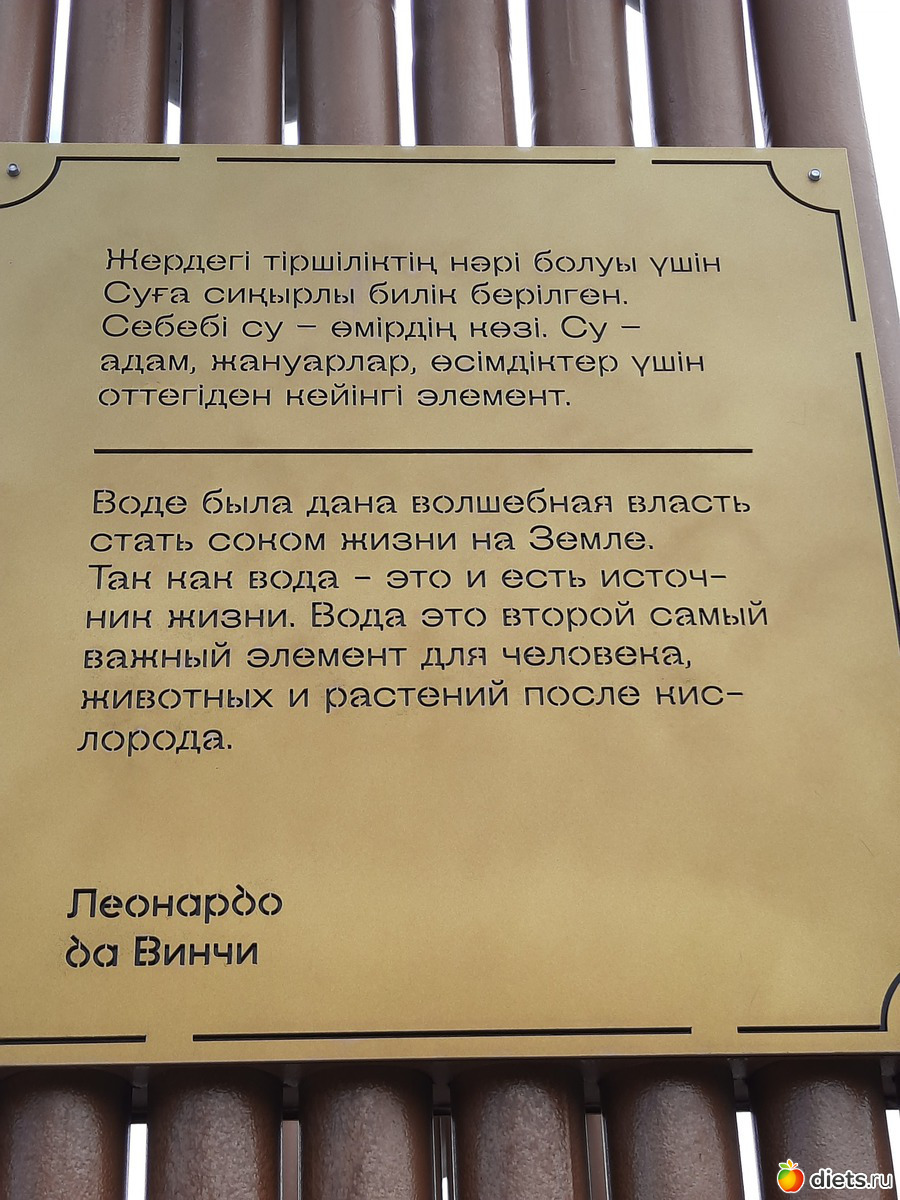 Жердегі тіршіліктің нәрі болуы үшін
Суға сиқырлы билік берілген.
Себебі су – өмірдің көзі. Су –
адам, жануарлар, өсімдіктер үшін
оттегіден кейінгі элемент.
Воде была дана волшебная власть
стать соком жизни на Земле.
Так как вода - это и есть источ-
ник жизни. Вода это второй самый
важный элемент для человека,
животных и растений после кис-
лорода.
Леонардо
да Винчи
diets.ru